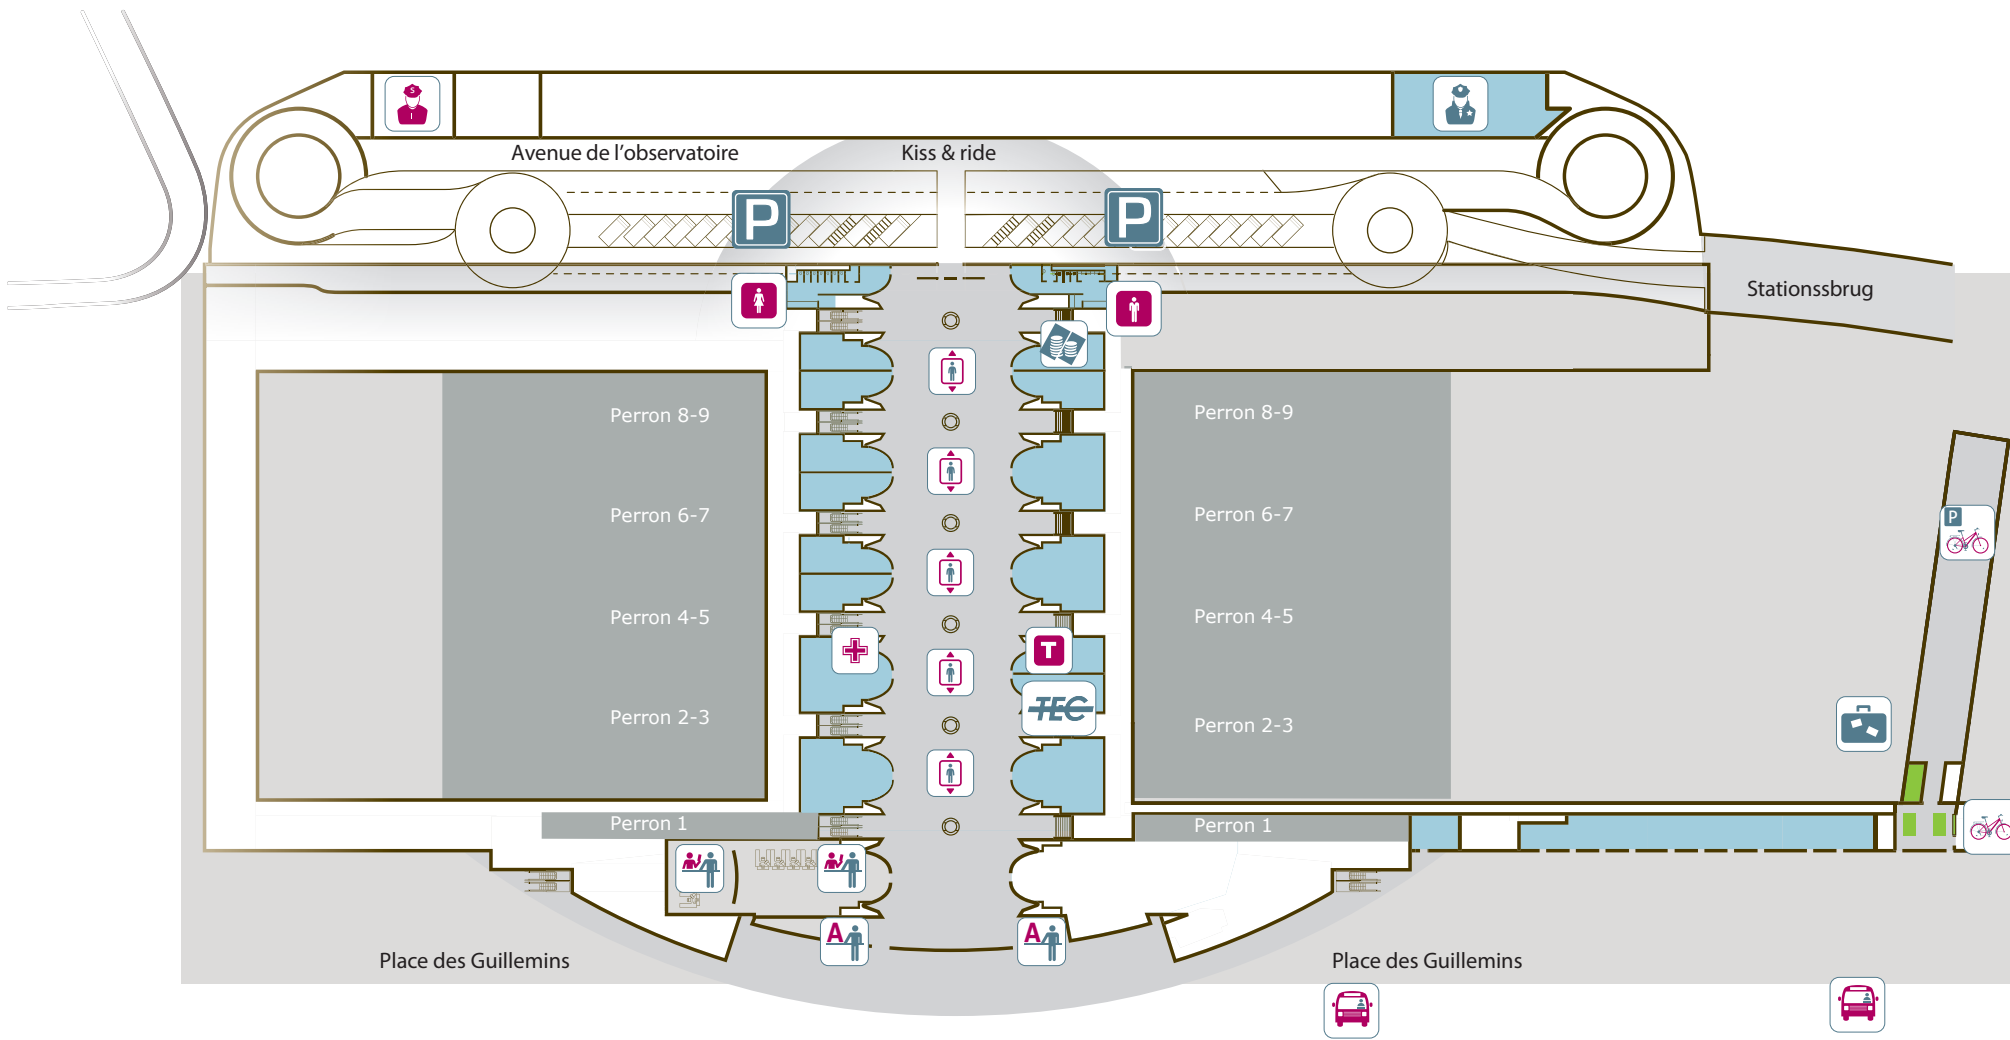 S
Avenue de l'observatoire
Kiss & ride
P
P
Stationssbrug
Perron 8-9
Perron 8-9
Perron 6-7
Perron 6-7
P
Perron 4-5
Perron 4-5
T
TEC
Perron 2-3
Perron 2-3
Perron 1
Perron 1
A
A
Place des Guillemins
Place des Guillemins